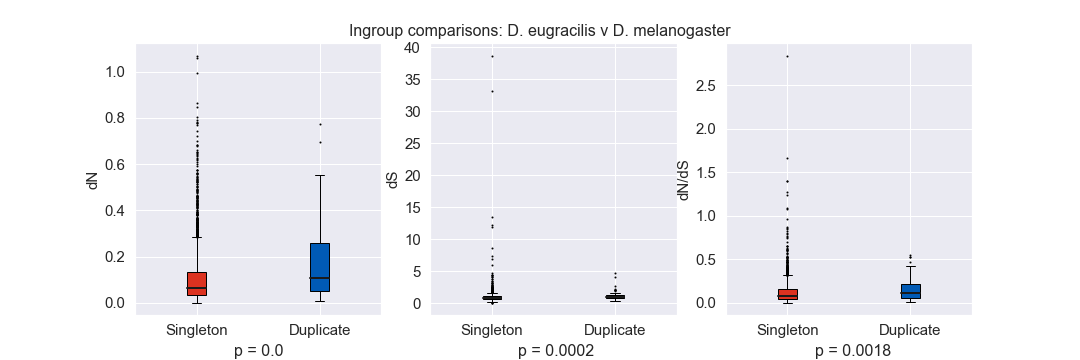 Ingroup comparisons: D. eugracilis v D. melanogaster
dN
1.0
0.8
0.6
0.4
0.2
0.0
Singleton
Duplicate
p = 0.0
dS
40
35
30
25
20
15
10
5
0
Singleton
Duplicate
p = 0.0002
dN/dS
2.5
2.0
1.5
1.0
0.5
0.0
Singleton
Duplicate
p = 0.0018